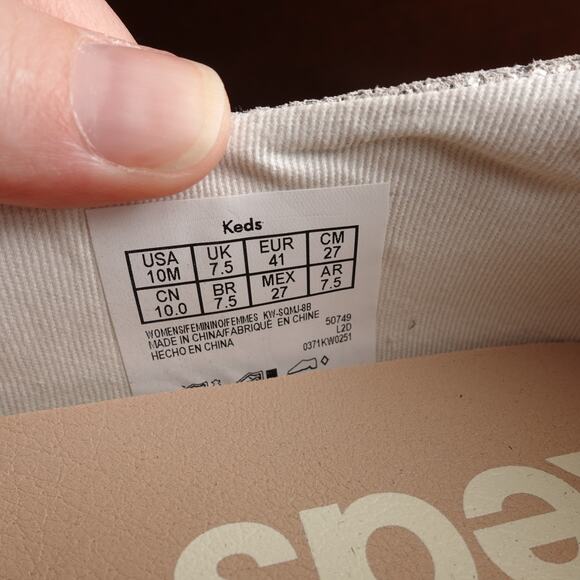 Keds
USA UK EUR CM
10M 7.5 41 27
CN BR MEX AR
10.0 7.5 27 7.5
WOMENS/FEMININO/FEMMES KW-SQMJ-8B 50749
MADE IN CHINA/FABRIQUÉ EN CHINE L2D
HECHO EN CHINA 0371KW0251
Keds